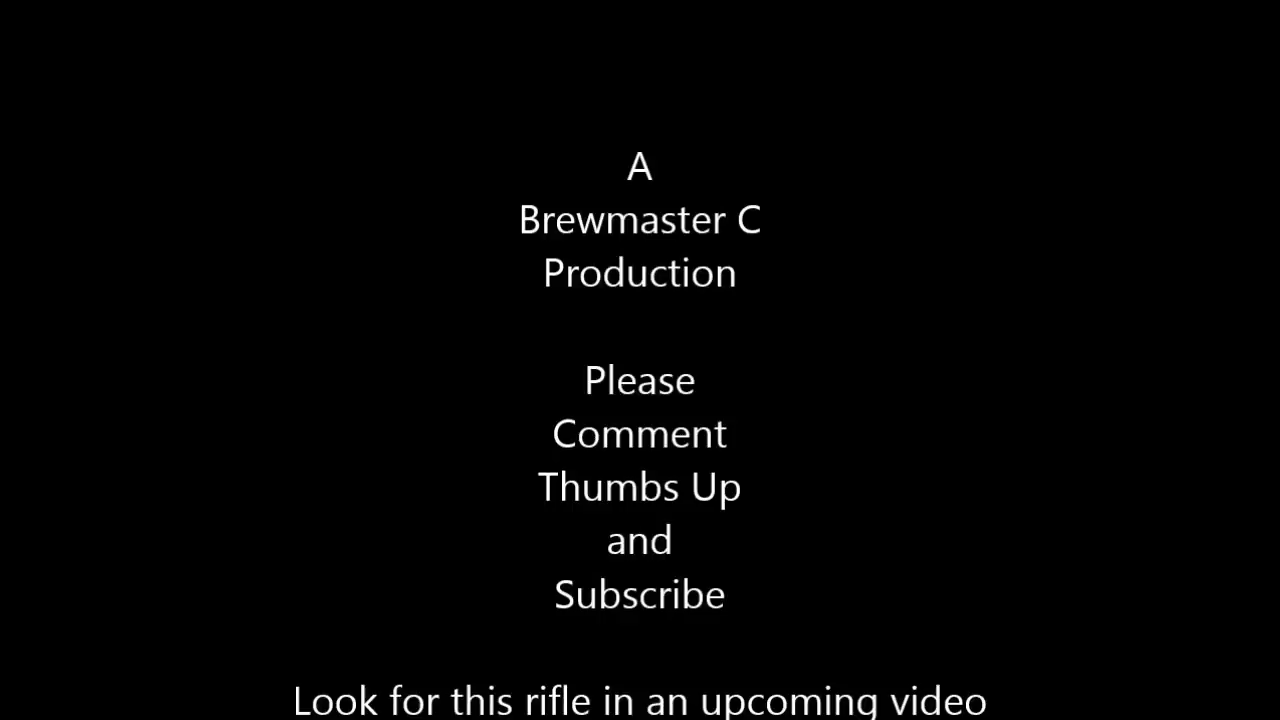 A
Brewmaster C
Production
Please
Comment
Thumbs Up
and
Subscribe
Look for this rifle in an upcoming video